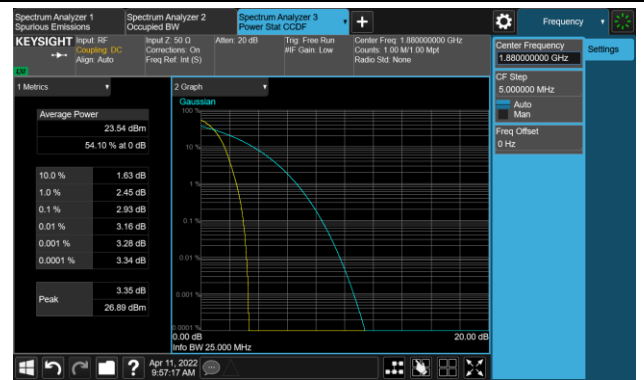 Spectrum Analyzer 1
Spurious Emissions
Spectrum Analyzer 2
Occupied BW
Spectrum Analyzer 3
Power Stat CCDF
Frequency
KEYSIGHT
Input: RF
Coupling: DC
Align: Auto
Input Z: 50 Ω
Corrections: On
Freq Ref: Int (S)
Atten: 20 dB
Trig: Free Run
#IF Gain: Low
Center Freq: 1.880000000 GHz
Counts: 1.00 M/1.00 Mpt
Radio Std: None
LXI
Center Frequency
1.880000000 GHz
Settings
CF Step
5.000000 MHz
Auto
Man
Freq Offset
0 Hz
1 Metrics
Average Power
23.54 dBm
54.10 % at 0 dB
10.0 % 1.63 dB
1.0 % 2.45 dB
0.1 % 2.93 dB
0.01 % 3.16 dB
0.001 % 3.28 dB
0.0001 % 3.34 dB
Peak
3.35 dB
26.89 dBm
2 Graph
Gaussian
100 %
10 %
1 %
0.1 %
0.01 %
0.001 %
0.0001 %
0.00 dB 20.00 dB
Info BW 25.000 MHz
?
Apr 11, 2022
9:57:17 AM